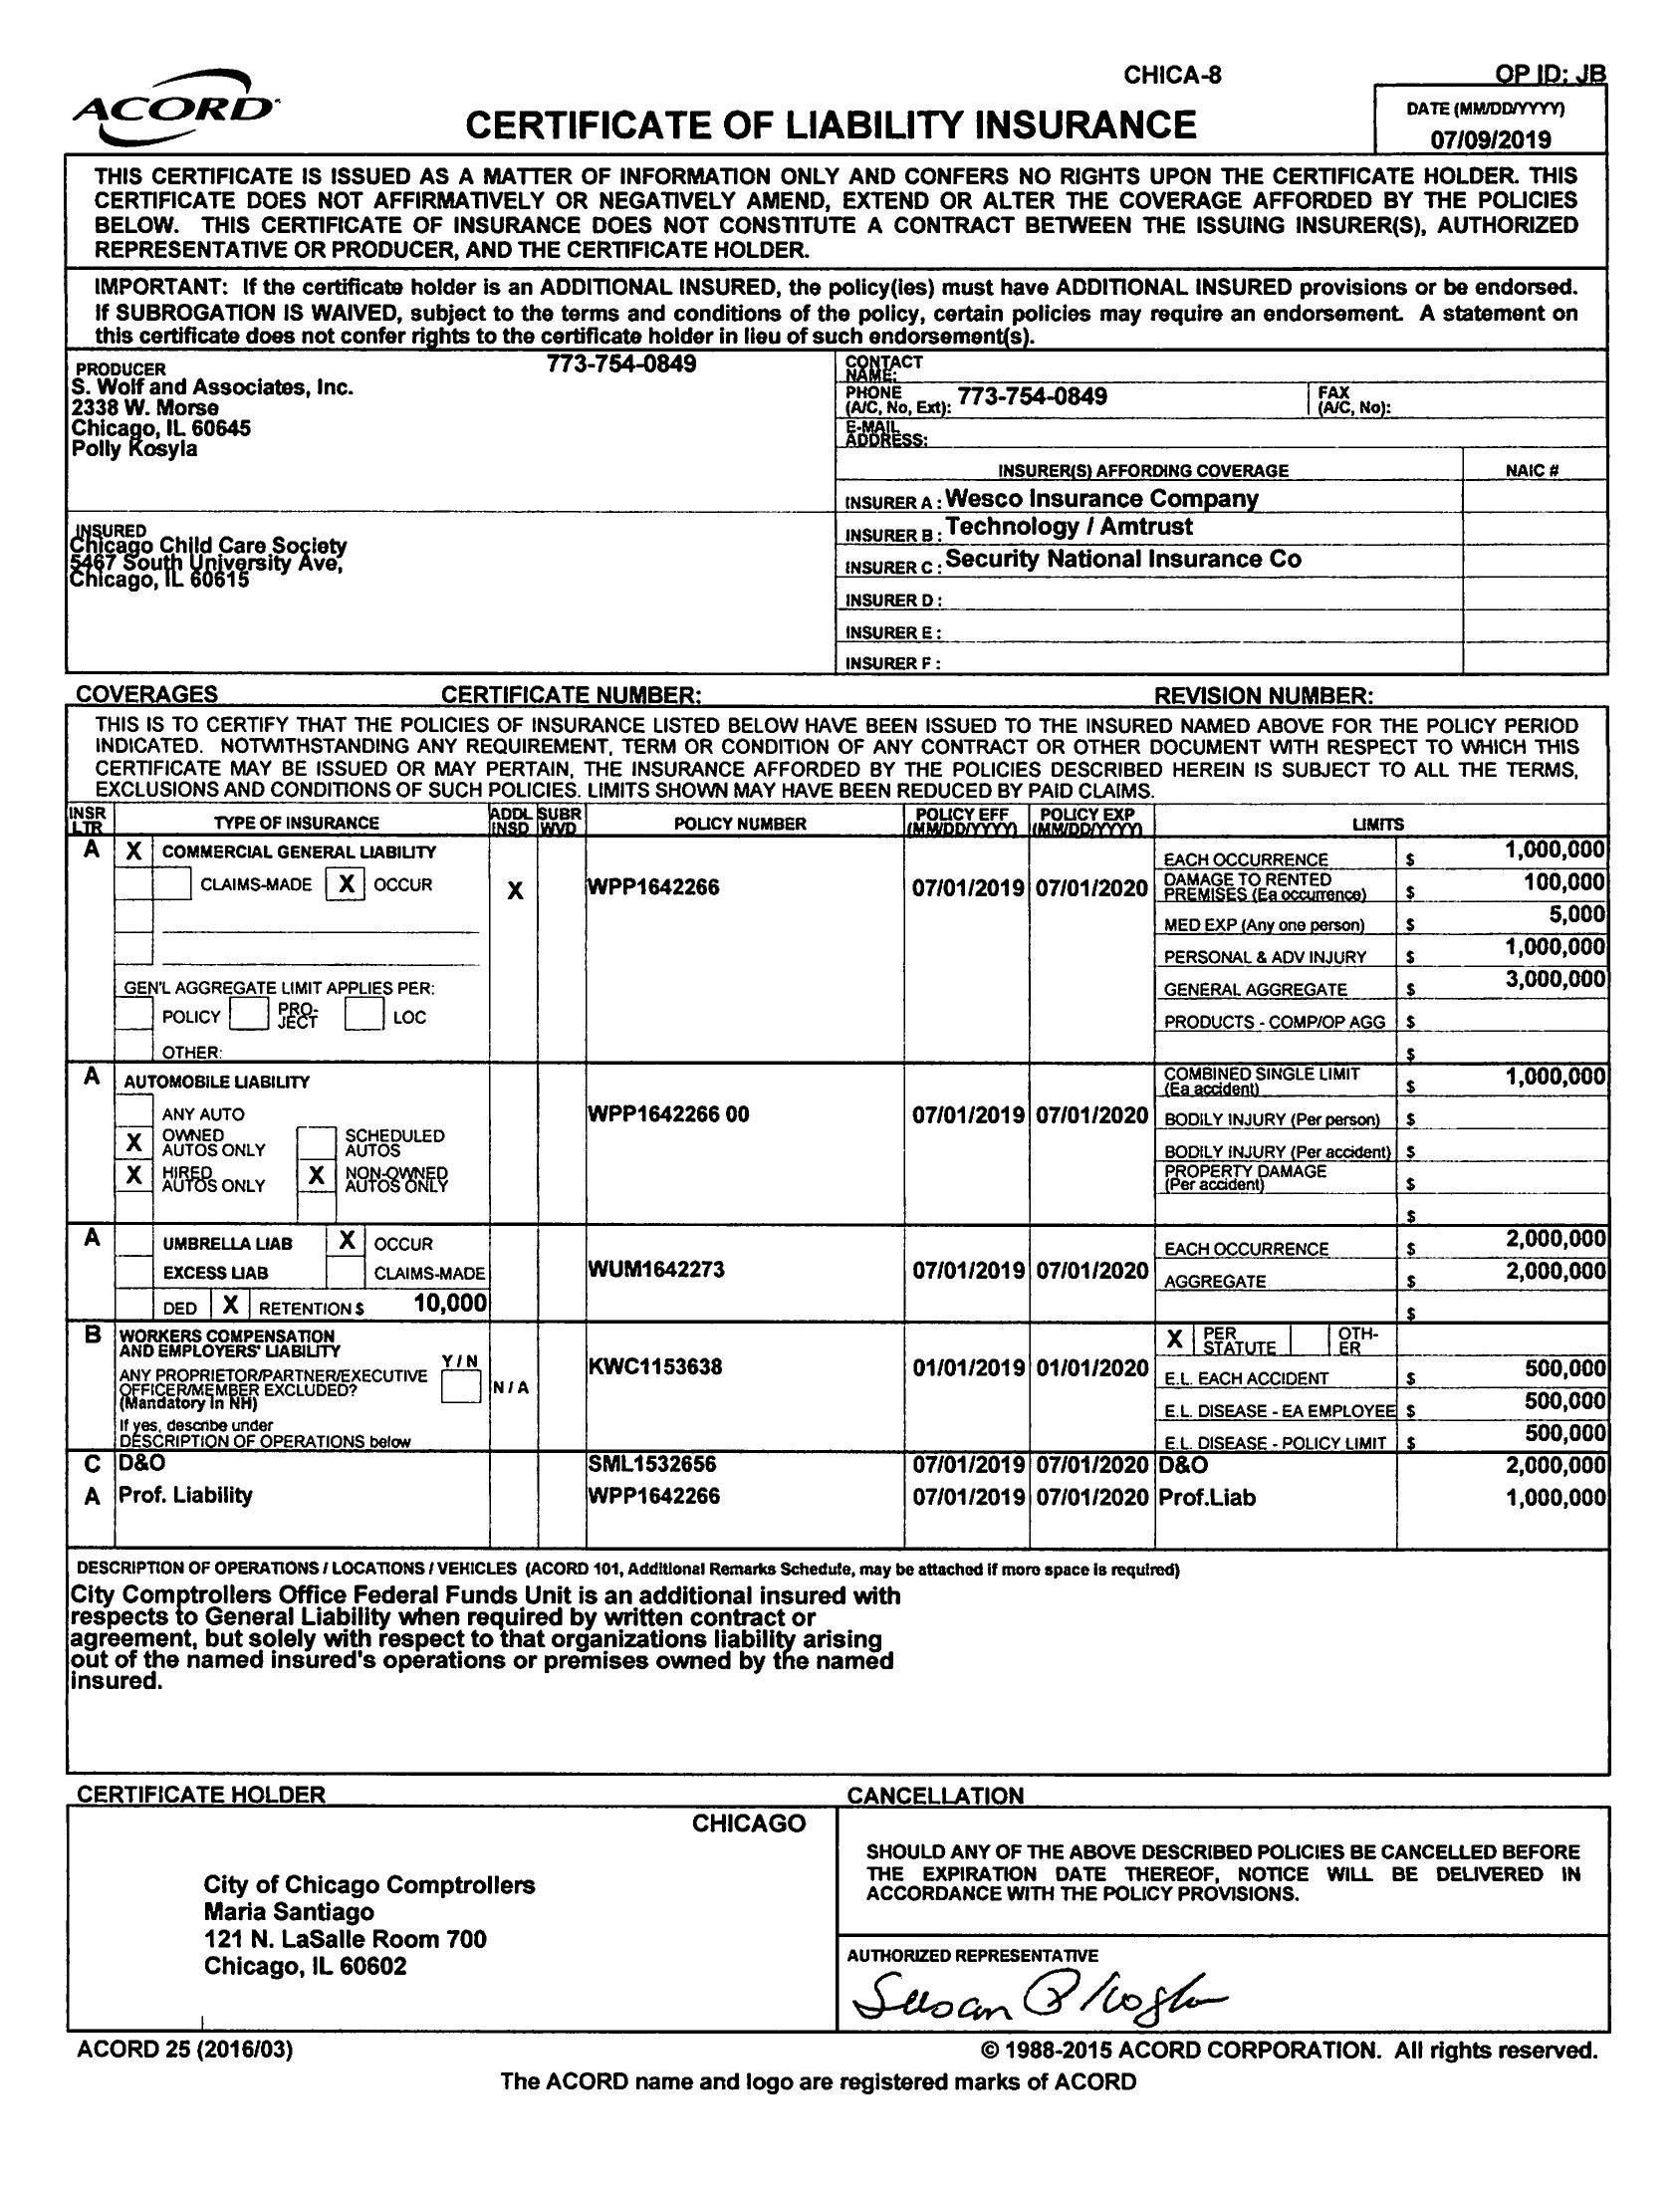 CHICA-8 OP ID: JB
ACORD CERTIFICATE OF LIABILITY INSURANCE
DATE (MM/DD/YYYY)
07/09/2019
THIS CERTIFICATE IS ISSUED AS A MATTER OF INFORMATION ONLY AND CONFERS NO RIGHTS UPON THE CERTIFICATE HOLDER. THIS
CERTIFICATE DOES NOT AFFIRMATIVELY OR NEGATIVELY AMEND, EXTEND OR ALTER THE COVERAGE AFFORDED BY THE POLICIES
BELOW. THIS CERTIFICATE OF INSURANCE DOES NOT CONSTITUTE A CONTRACT BETWEEN THE ISSUING INSURER(S), AUTHORIZED
REPRESENTATIVE OR PRODUCER, AND THE CERTIFICATE HOLDER.
IMPORTANT: If the certificate holder is an ADDITIONAL INSURED, the policy(ies) must have ADDITIONAL INSURED provisions or be endorsed.
If SUBROGATION IS WAIVED, subject to the terms and conditions of the policy, certain policies may require an endorsement. A statement on
this certificate does not confer rights to the certificate holder in lieu of such endorsement(s).
PRODUCER 773-754-0849
S. Wolf and Associates, Inc.
2338 W. Morse
Chicago, IL 60645
Polly Kosyla
CONTACT
NAME:
PHONE
(A/C, No, Ext): 773-754-0849
FAX
(A/C, No):
E-MAIL
ADDRESS:
INSURER(S) AFFORDING COVERAGE NAIC #
INSURER A : Wesco Insurance Company
INSURER B : Technology / Amtrust
INSURER C : Security National Insurance Co
INSURER D :
INSURER E :
INSURER F :
INSURED
Chicago Child Care Society
5467 South University Ave,
Chicago, IL 60615
COVERAGES CERTIFICATE NUMBER: REVISION NUMBER:
THIS IS TO CERTIFY THAT THE POLICIES OF INSURANCE LISTED BELOW HAVE BEEN ISSUED TO THE INSURED NAMED ABOVE FOR THE POLICY PERIOD
INDICATED. NOTWITHSTANDING ANY REQUIREMENT, TERM OR CONDITION OF ANY CONTRACT OR OTHER DOCUMENT WITH RESPECT TO WHICH THIS
CERTIFICATE MAY BE ISSUED OR MAY PERTAIN, THE INSURANCE AFFORDED BY THE POLICIES DESCRIBED HEREIN IS SUBJECT TO ALL THE TERMS,
EXCLUSIONS AND CONDITIONS OF SUCH POLICIES. LIMITS SHOWN MAY HAVE BEEN REDUCED BY PAID CLAIMS.
INSR LTR TYPE OF INSURANCE ADDL INSD SUBR WVD POLICY NUMBER POLICY EFF (MM/DD/YYYY) POLICY EXP (MM/DD/YYYY) LIMITS
A X COMMERCIAL GENERAL LIABILITY EACH OCCURRENCE $ 1,000,000
CLAIMS-MADE X OCCUR X WPP1642266 07/01/2019 07/01/2020 DAMAGE TO RENTED PREMISES (Ea occurrence) $ 100,000
MED EXP (Any one person) $ 5,000
PERSONAL & ADV INJURY $ 1,000,000
GEN'L AGGREGATE LIMIT APPLIES PER: GENERAL AGGREGATE $ 3,000,000
POLICY PRO-JECT LOC PRODUCTS - COMP/OP AGG $
OTHER: $
A AUTOMOBILE LIABILITY COMBINED SINGLE LIMIT (Ea accident) $ 1,000,000
ANY AUTO WPP1642266 00 07/01/2019 07/01/2020 BODILY INJURY (Per person) $
X OWNED AUTOS ONLY SCHEDULED AUTOS BODILY INJURY (Per accident) $
X HIRED AUTOS ONLY X NON-OWNED AUTOS ONLY PROPERTY DAMAGE (Per accident) $
$
A UMBRELLA LIAB X OCCUR EACH OCCURRENCE $ 2,000,000
EXCESS LIAB CLAIMS-MADE WUM1642273 07/01/2019 07/01/2020 AGGREGATE $ 2,000,000
DED X RETENTION $ 10,000 $
B WORKERS COMPENSATION
AND EMPLOYERS' LIABILITY Y / N X PER STATUTE OTH-ER
ANY PROPRIETOR/PARTNER/EXECUTIVE
OFFICER/MEMBER EXCLUDED? N / A KWC1153638 01/01/2019 01/01/2020 E.L. EACH ACCIDENT $ 500,000
(Mandatory in NH) E.L. DISEASE - EA EMPLOYEE $ 500,000
If yes, describe under
DESCRIPTION OF OPERATIONS below E.L. DISEASE - POLICY LIMIT $ 500,000
C D&O SML1532656 07/01/2019 07/01/2020 D&O 2,000,000
A Prof. Liability WPP1642266 07/01/2019 07/01/2020 Prof.Liab 1,000,000
DESCRIPTION OF OPERATIONS / LOCATIONS / VEHICLES (ACORD 101, Additional Remarks Schedule, may be attached if more space is required)
City Comptrollers Office Federal Funds Unit is an additional insured with
respects to General Liability when required by written contract or
agreement, but solely with respect to that organizations liability arising
out of the named insured's operations or premises owned by the named
insured.
CERTIFICATE HOLDER
CHICAGO
City of Chicago Comptrollers
Maria Santiago
121 N. LaSalle Room 700
Chicago, IL 60602
CANCELLATION
SHOULD ANY OF THE ABOVE DESCRIBED POLICIES BE CANCELLED BEFORE
THE EXPIRATION DATE THEREOF, NOTICE WILL BE DELIVERED IN
ACCORDANCE WITH THE POLICY PROVISIONS.
AUTHORIZED REPRESENTATIVE
Susan
ACORD 25 (2016/03) © 1988-2015 ACORD CORPORATION. All rights reserved.
The ACORD name and logo are registered marks of ACORD